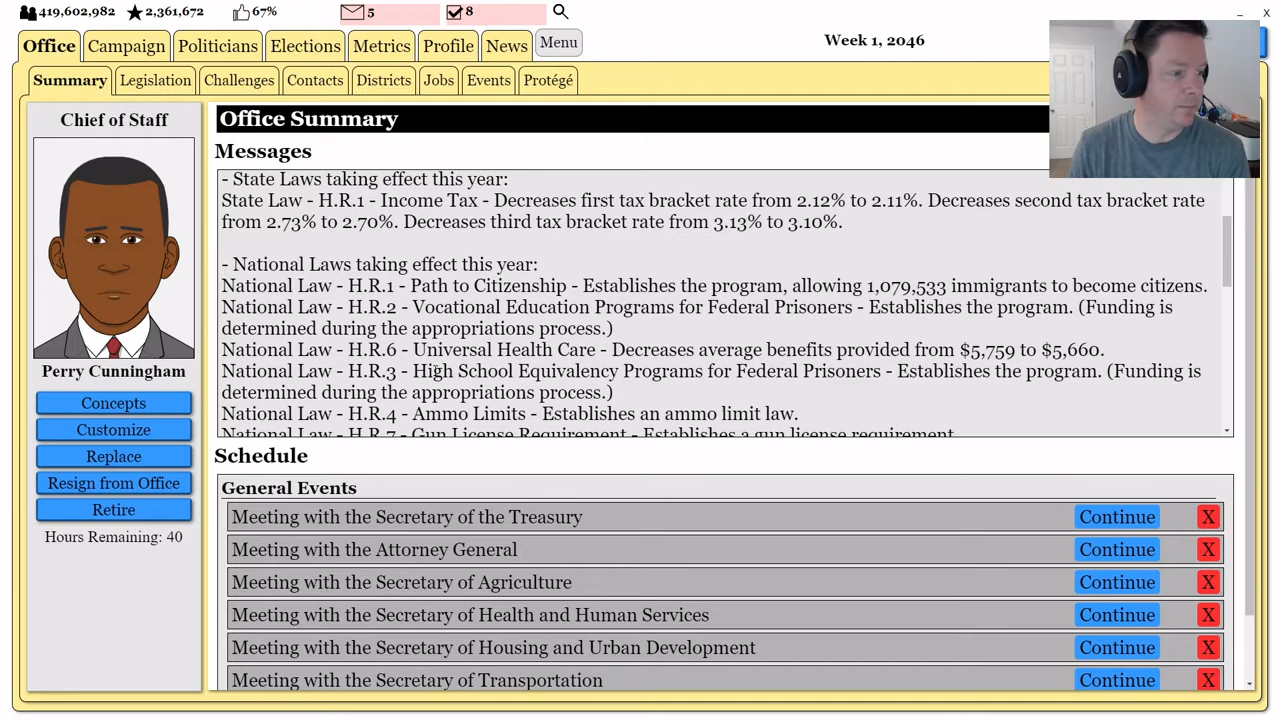 419,602,982 2,361,672 67% 5 8
Office Campaign Politicians Elections Metrics Profile News Menu
Week 1, 2046
Summary Legislation Challenges Contacts Districts Jobs Events Protégé
Chief of Staff
Perry Cunningham
Concepts
Customize
Replace
Resign from Office
Retire
Hours Remaining: 40
Office Summary
Messages
- State Laws taking effect this year:
State Law - H.R.1 - Income Tax - Decreases first tax bracket rate from 2.12% to 2.11%. Decreases second tax bracket rate
from 2.73% to 2.70%. Decreases third tax bracket rate from 3.13% to 3.10%.
- National Laws taking effect this year:
National Law - H.R.1 - Path to Citizenship - Establishes the program, allowing 1,079,533 immigrants to become citizens.
National Law - H.R.2 - Vocational Education Programs for Federal Prisoners - Establishes the program. (Funding is
determined during the appropriations process.)
National Law - H.R.6 - Universal Health Care - Decreases average benefits provided from $5,759 to $5,660.
National Law - H.R.3 - High School Equivalency Programs for Federal Prisoners - Establishes the program. (Funding is
determined during the appropriations process.)
National Law - H.R.4 - Ammo Limits - Establishes an ammo limit law.
National Law - H.R.7 - Gun License Requirement - Establishes a gun license requirement.
Schedule
General Events
Meeting with the Secretary of the Treasury Continue X
Meeting with the Attorney General Continue X
Meeting with the Secretary of Agriculture Continue X
Meeting with the Secretary of Health and Human Services Continue X
Meeting with the Secretary of Housing and Urban Development Continue X
Meeting with the Secretary of Transportation Continue X